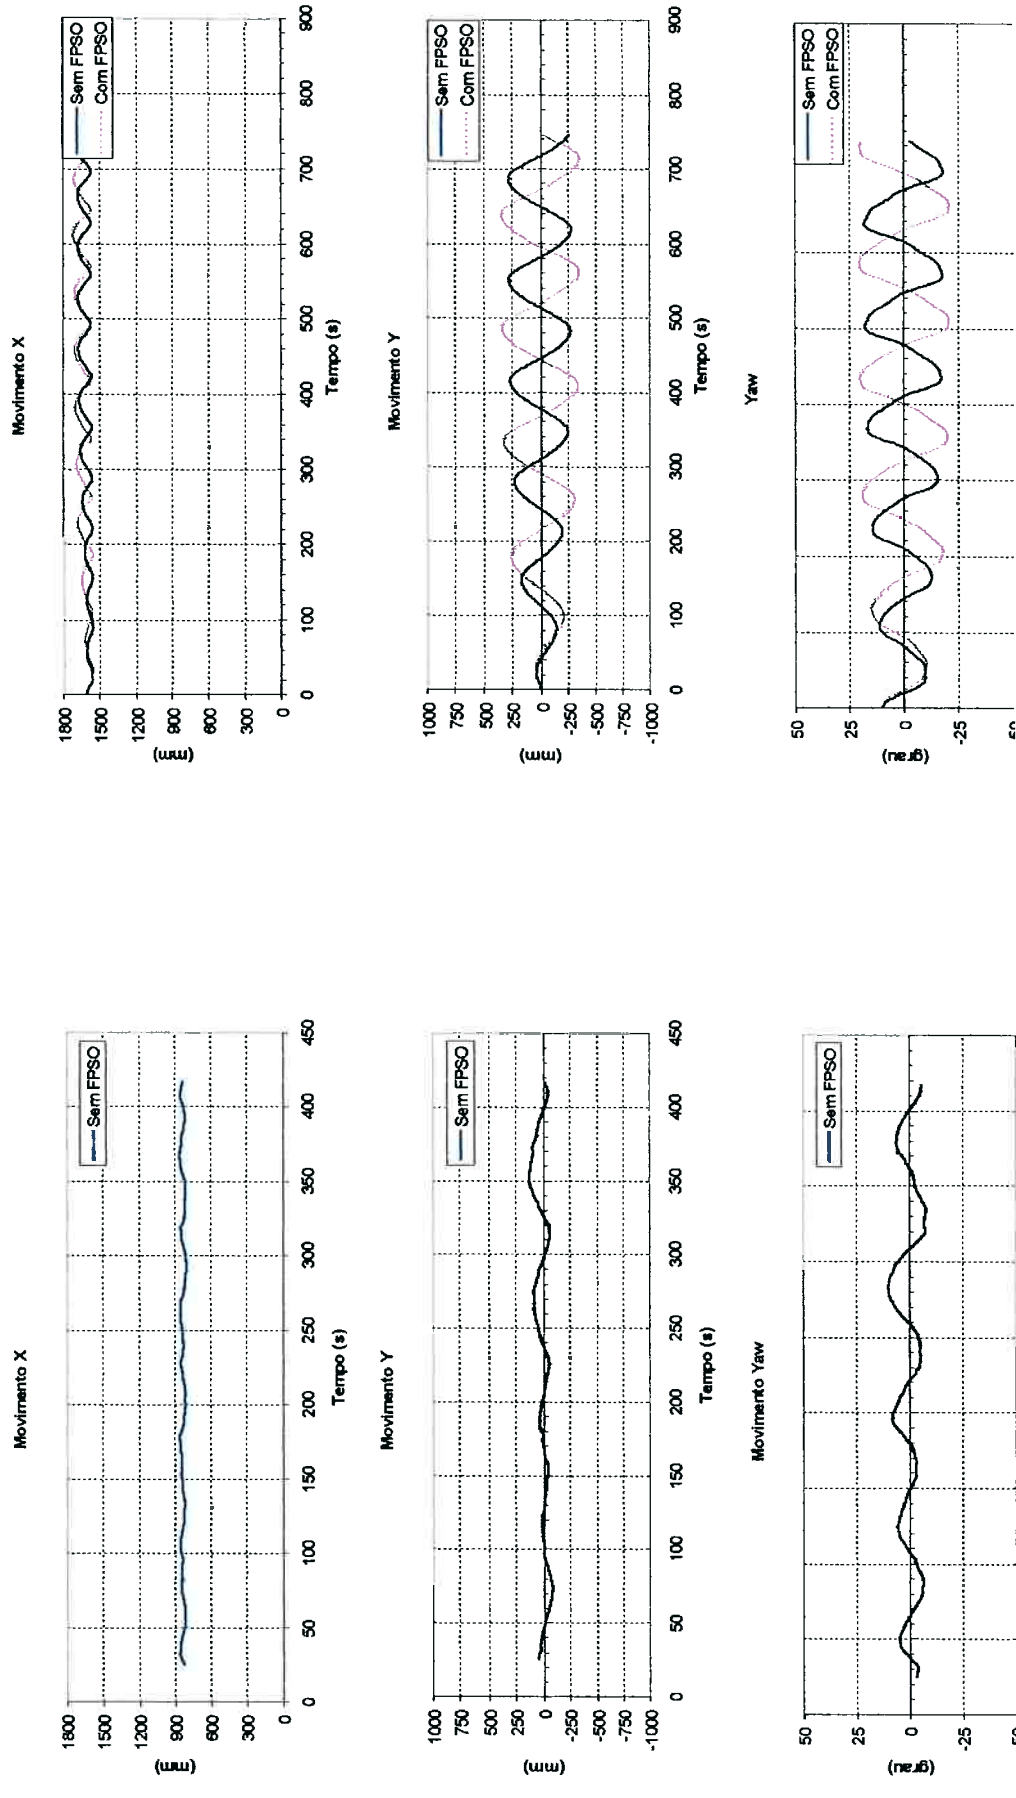 Movimento X
1800
1500
1200
900
600
300
0
(mm)
0 50 100 150 200 250 300 350 400 450
Tempo (s)
Sem FPSO
Movimento Y
1000
750
500
250
0
-250
-500
-750
-1000
(mm)
0 50 100 150 200 250 300 350 400 450
Tempo (s)
Sem FPSO
Movimento Yaw
50
25
0
-25
(grau)
Sem FPSO
Movimento X
1800
1500
1200
900
600
300
0
(mm)
0 100 200 300 400 500 600 700 800 900
Tempo (s)
Sem FPSO
Com FPSO
Movimento Y
1000
750
500
250
0
-250
-500
-750
-1000
(mm)
0 100 200 300 400 500 600 700 800 900
Tempo (s)
Sem FPSO
Com FPSO
Yaw
50
25
0
-25
(grau)
Sem FPSO
Com FPSO